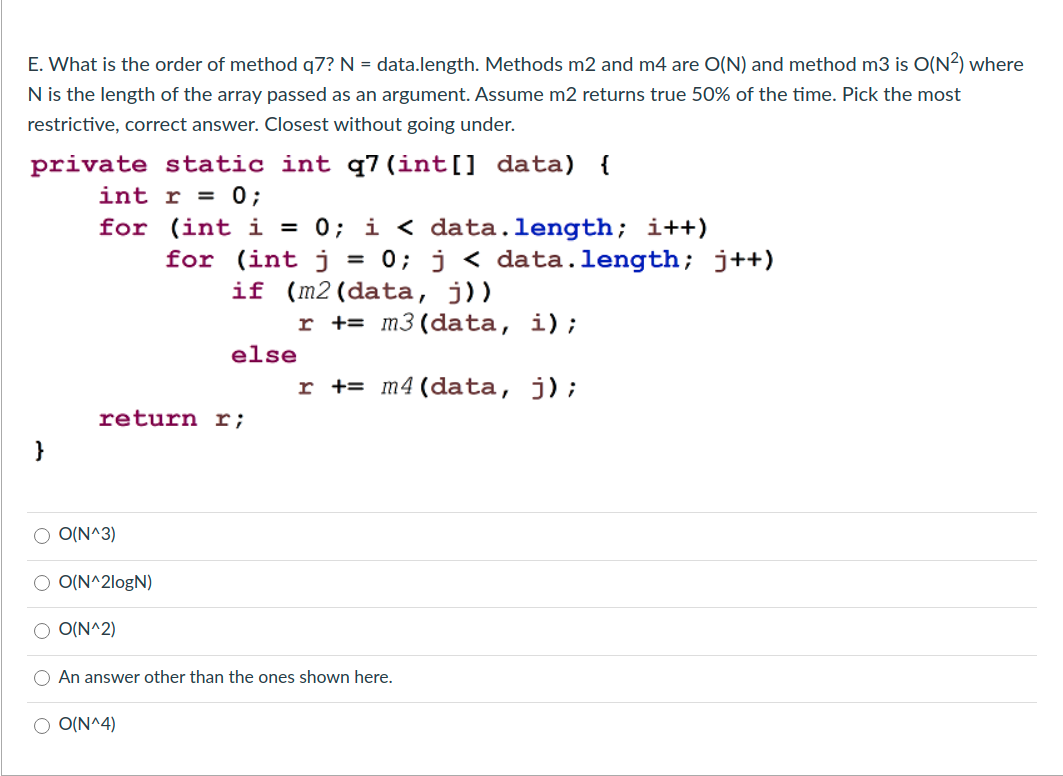 E. What is the order of method q7? N = data.length. Methods m2 and m4 are O(N) and method m3 is O(N²) where
N is the length of the array passed as an argument. Assume m2 returns true 50% of the time. Pick the most
restrictive, correct answer. Closest without going under.
private static int q7(int[] data) {
    int r = 0;
    for (int i = 0; i < data.length; i++)
        for (int j = 0; j < data.length; j++)
            if (m2(data, j))
                r += m3(data, i);
            else
                r += m4(data, j);
    return r;
}
O(N^3)
O(N^2logN)
O(N^2)
An answer other than the ones shown here.
O(N^4)